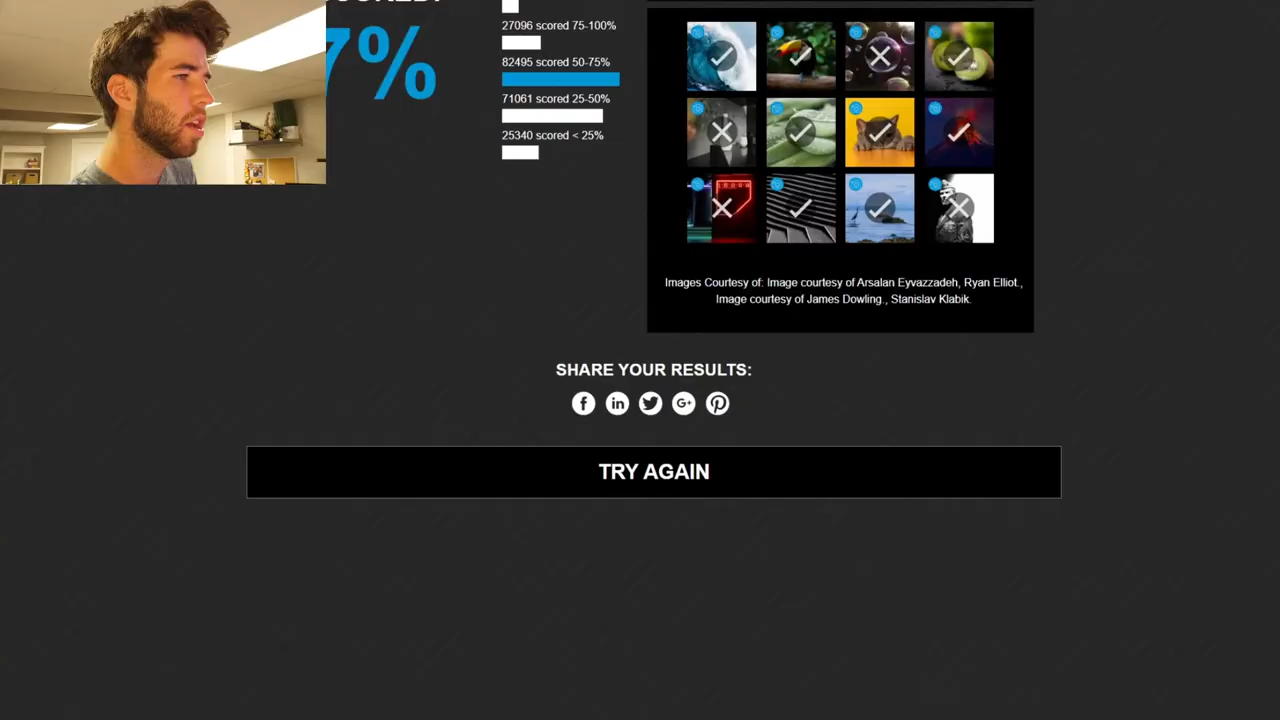 7%
27096 scored 75-100%
82495 scored 50-75%
71061 scored 25-50%
25340 scored < 25%
Images Courtesy of: Image courtesy of Arsalan Eyvazzadeh, Ryan Elliot.,
Image courtesy of James Dowling., Stanislav Klabik.
SHARE YOUR RESULTS:
TRY AGAIN